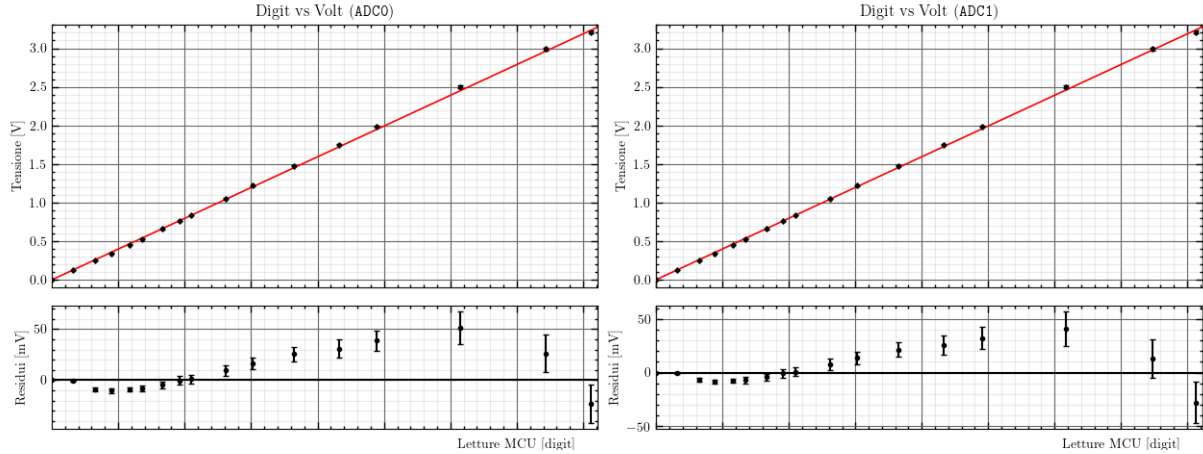 Digit vs Volt (ADC0)
Tensione [V]
3.0
2.5
2.0
1.5
1.0
0.5
0.0
Residui [mV]
50
0
Letture MCU [digit]
Digit vs Volt (ADC1)
Tensione [V]
3.0
2.5
2.0
1.5
1.0
0.5
0.0
Residui [mV]
50
0
−50
Letture MCU [digit]